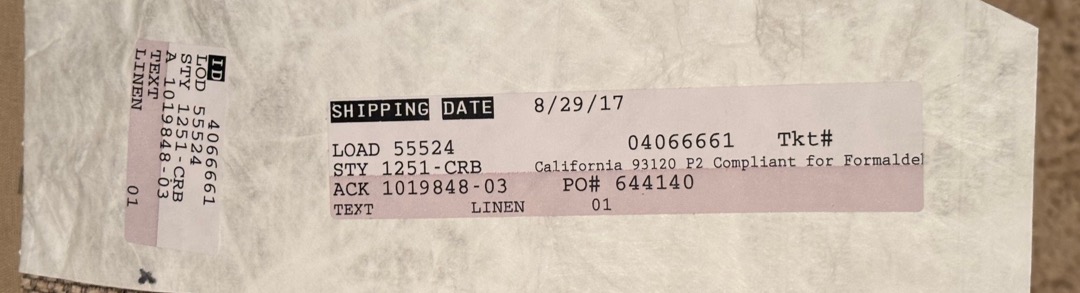 ID 4066661
LOD 55524
STY 1251-CRB
A 1019848-03
TEXT
LINEN 01
SHIPPING DATE 8/29/17
LOAD 55524 04066661 Tkt#
STY 1251-CRB California 93120 P2 Compliant for Formaldel
ACK 1019848-03 PO# 644140
TEXT LINEN 01